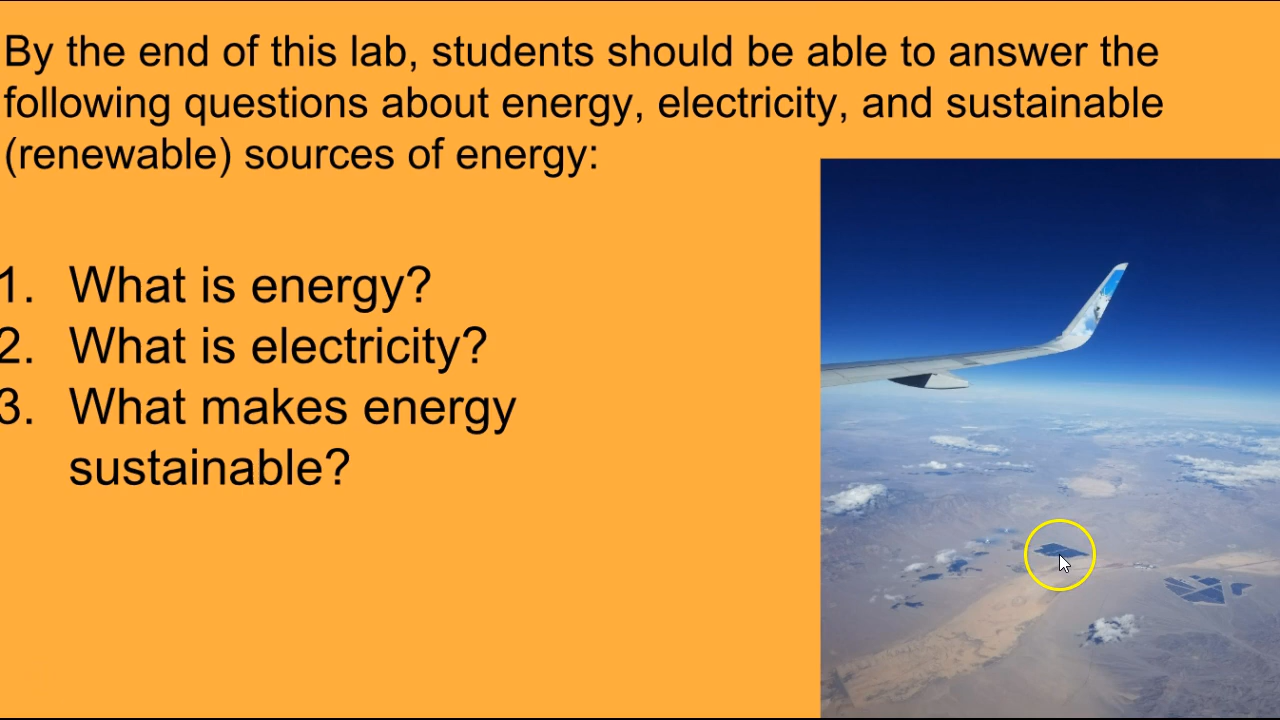 By the end of this lab, students should be able to answer the
following questions about energy, electricity, and sustainable
(renewable) sources of energy:
1. What is energy?
2. What is electricity?
3. What makes energy
sustainable?